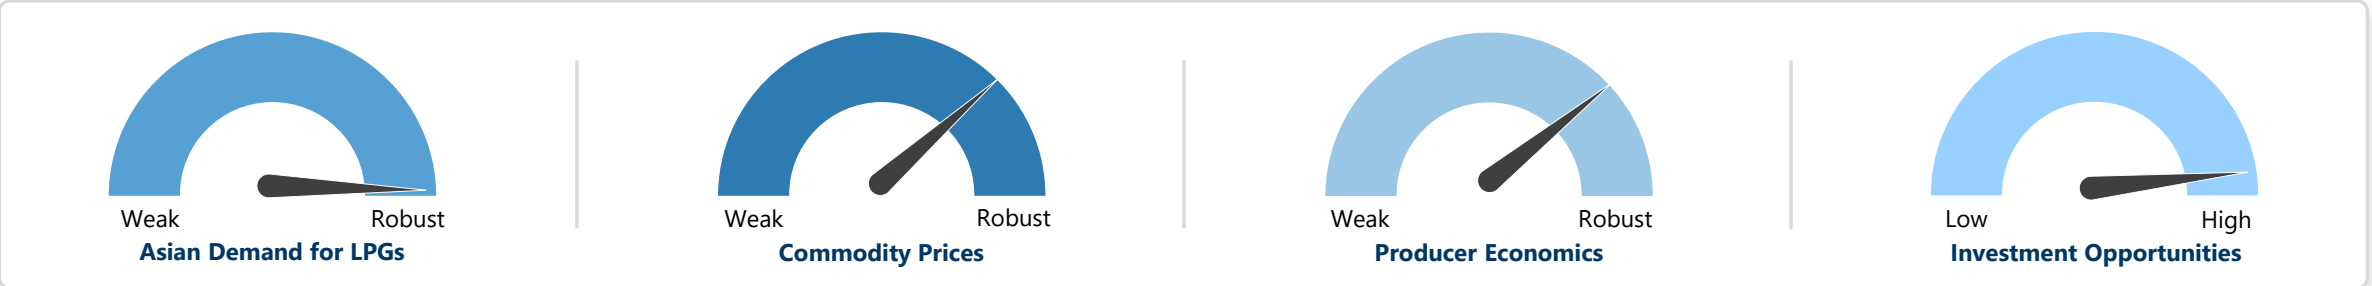 Weak
Robust
Asian Demand for LPGs
Weak
Robust
Commodity Prices
Weak
Robust
Producer Economics
Low
High
Investment Opportunities